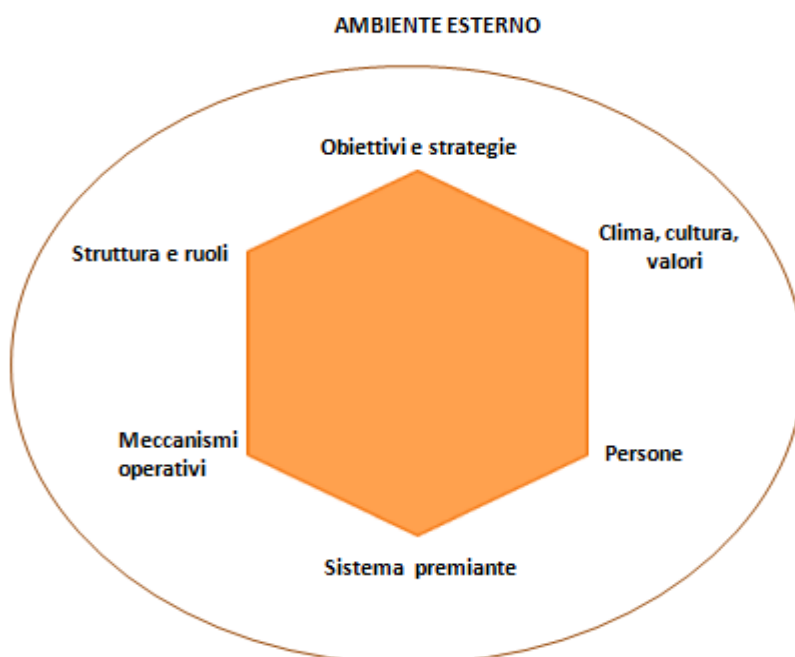 AMBIENTE ESTERNO
Obiettivi e strategie
Struttura e ruoli
Clima, cultura,
valori
Meccanismi
operativi
Persone
Sistema premiante